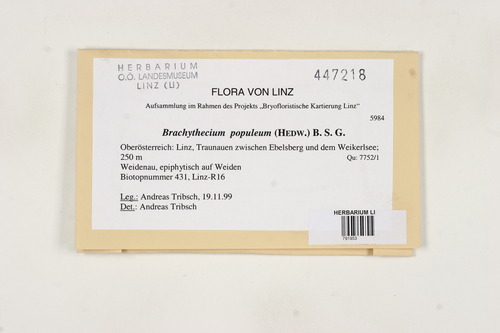 HERBARIUM
O.Ö. LANDESMUSEUM
LINZ (LI)
447218
FLORA VON LINZ
Aufsammlung im Rahmen des Projekts „Bryofloristische Kartierung Linz"
5984
Brachythecium populeum (HEDW.) B. S. G.
Oberösterreich: Linz, Traunauen zwischen Ebelsberg und dem Weikerlsee;
250 m
Qu: 7752/1
Weidenau, epiphytisch auf Weiden
Biotopnummer 431, Linz-R16
Leg.: Andreas Tribsch, 19.11.99
Det.: Andreas Tribsch
HERBARIUM LI